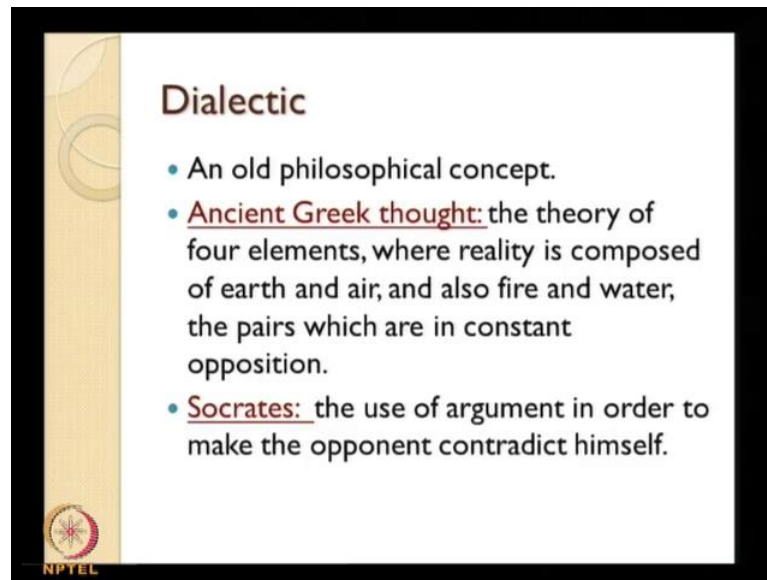 Dialectic
• An old philosophical concept.
• Ancient Greek thought: the theory of
four elements, where reality is composed
of earth and air, and also fire and water,
the pairs which are in constant
opposition.
• Socrates: the use of argument in order to
make the opponent contradict himself.
NPTEL